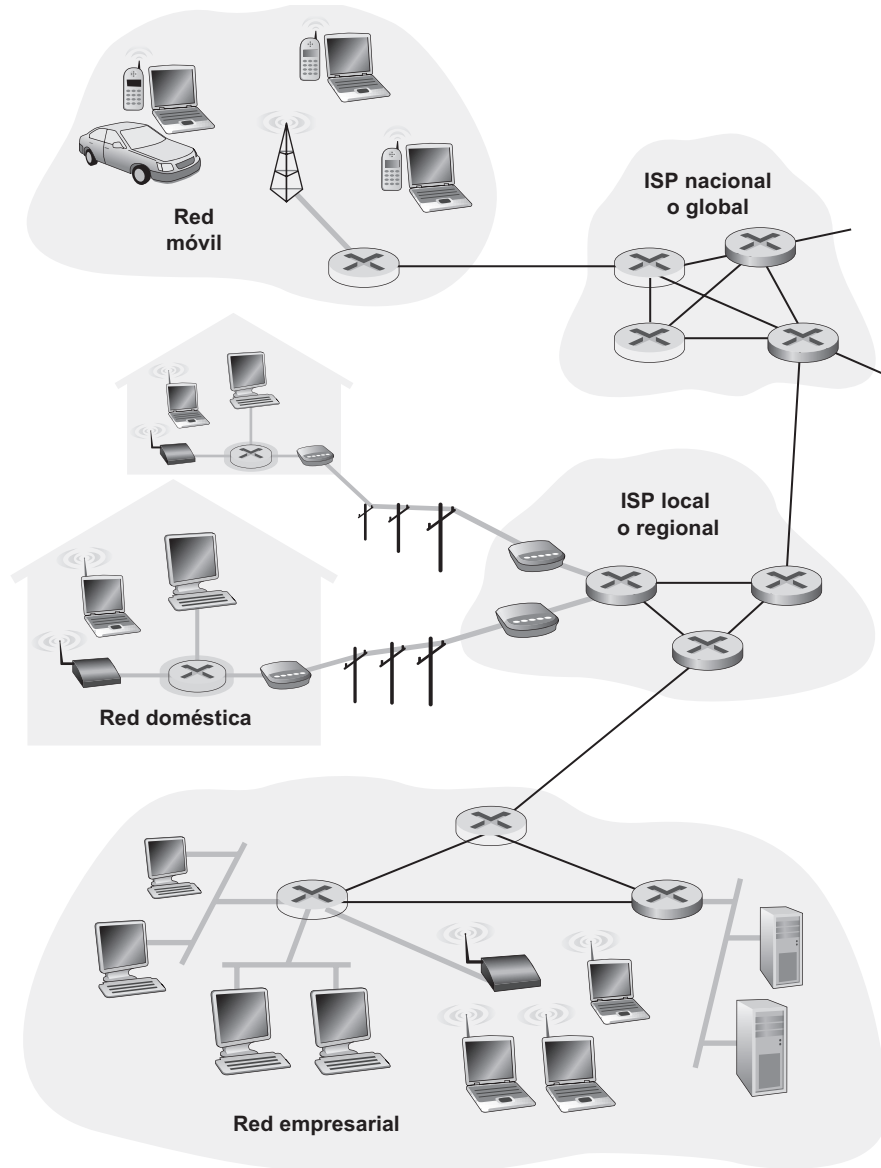 Red
móvil
ISP nacional
o global
ISP local
o regional
Red doméstica
Red empresarial